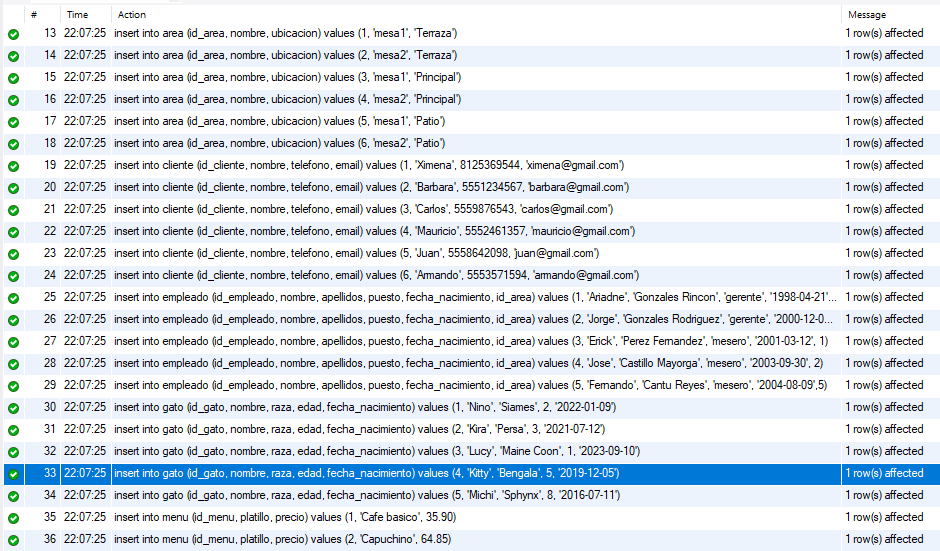 # Time Action Message
13 22:07:25 insert into area (id_area, nombre, ubicacion) values (1, 'mesa1', 'Terraza') 1 row(s) affected
14 22:07:25 insert into area (id_area, nombre, ubicacion) values (2, 'mesa2', 'Terraza') 1 row(s) affected
15 22:07:25 insert into area (id_area, nombre, ubicacion) values (3, 'mesa1', 'Principal') 1 row(s) affected
16 22:07:25 insert into area (id_area, nombre, ubicacion) values (4, 'mesa2', 'Principal') 1 row(s) affected
17 22:07:25 insert into area (id_area, nombre, ubicacion) values (5, 'mesa1', 'Patio') 1 row(s) affected
18 22:07:25 insert into area (id_area, nombre, ubicacion) values (6, 'mesa2', 'Patio') 1 row(s) affected
19 22:07:25 insert into cliente (id_cliente, nombre, telefono, email) values (1, 'Ximena', 8125369544, 'ximena@gmail.com') 1 row(s) affected
20 22:07:25 insert into cliente (id_cliente, nombre, telefono, email) values (2, 'Barbara', 5551234567, 'barbara@gmail.com') 1 row(s) affected
21 22:07:25 insert into cliente (id_cliente, nombre, telefono, email) values (3, 'Carlos', 5559876543, 'carlos@gmail.com') 1 row(s) affected
22 22:07:25 insert into cliente (id_cliente, nombre, telefono, email) values (4, 'Mauricio', 5552461357, 'mauricio@gmail.com') 1 row(s) affected
23 22:07:25 insert into cliente (id_cliente, nombre, telefono, email) values (5, 'Juan', 5558642098, 'juan@gmail.com') 1 row(s) affected
24 22:07:25 insert into cliente (id_cliente, nombre, telefono, email) values (6, 'Armando', 5553571594, 'armando@gmail.com') 1 row(s) affected
25 22:07:25 insert into empleado (id_empleado, nombre, apellidos, puesto, fecha_nacimiento, id_area) values (1, 'Ariadne', 'Gonzales Rincon', 'gerente', '1998-04-21'... 1 row(s) affected
26 22:07:25 insert into empleado (id_empleado, nombre, apellidos, puesto, fecha_nacimiento, id_area) values (2, 'Jorge', 'Gonzales Rodriguez', 'gerente', '2000-12-0... 1 row(s) affected
27 22:07:25 insert into empleado (id_empleado, nombre, apellidos, puesto, fecha_nacimiento, id_area) values (3, 'Erick', 'Perez Fernandez', 'mesero', '2001-03-12', 1) 1 row(s) affected
28 22:07:25 insert into empleado (id_empleado, nombre, apellidos, puesto, fecha_nacimiento, id_area) values (4, 'Jose', 'Castillo Mayorga', 'mesero', '2003-09-30', 2) 1 row(s) affected
29 22:07:25 insert into empleado (id_empleado, nombre, apellidos, puesto, fecha_nacimiento, id_area) values (5, 'Fernando', 'Cantu Reyes', 'mesero', '2004-08-09',5) 1 row(s) affected
30 22:07:25 insert into gato (id_gato, nombre, raza, edad, fecha_nacimiento) values (1, 'Nino', 'Siames', 2, '2022-01-09') 1 row(s) affected
31 22:07:25 insert into gato (id_gato, nombre, raza, edad, fecha_nacimiento) values (2, 'Kira', 'Persa', 3, '2021-07-12') 1 row(s) affected
32 22:07:25 insert into gato (id_gato, nombre, raza, edad, fecha_nacimiento) values (3, 'Lucy', 'Maine Coon', 1, '2023-09-10') 1 row(s) affected
33 22:07:25 insert into gato (id_gato, nombre, raza, edad, fecha_nacimiento) values (4, 'Kitty', 'Bengala', 5, '2019-12-05') 1 row(s) affected
34 22:07:25 insert into gato (id_gato, nombre, raza, edad, fecha_nacimiento) values (5, 'Michi', 'Sphynx', 8, '2016-07-11') 1 row(s) affected
35 22:07:25 insert into menu (id_menu, platillo, precio) values (1, 'Cafe basico', 35.90) 1 row(s) affected
36 22:07:25 insert into menu (id_menu, platillo, precio) values (2, 'Capuchino', 64.85) 1 row(s) affected